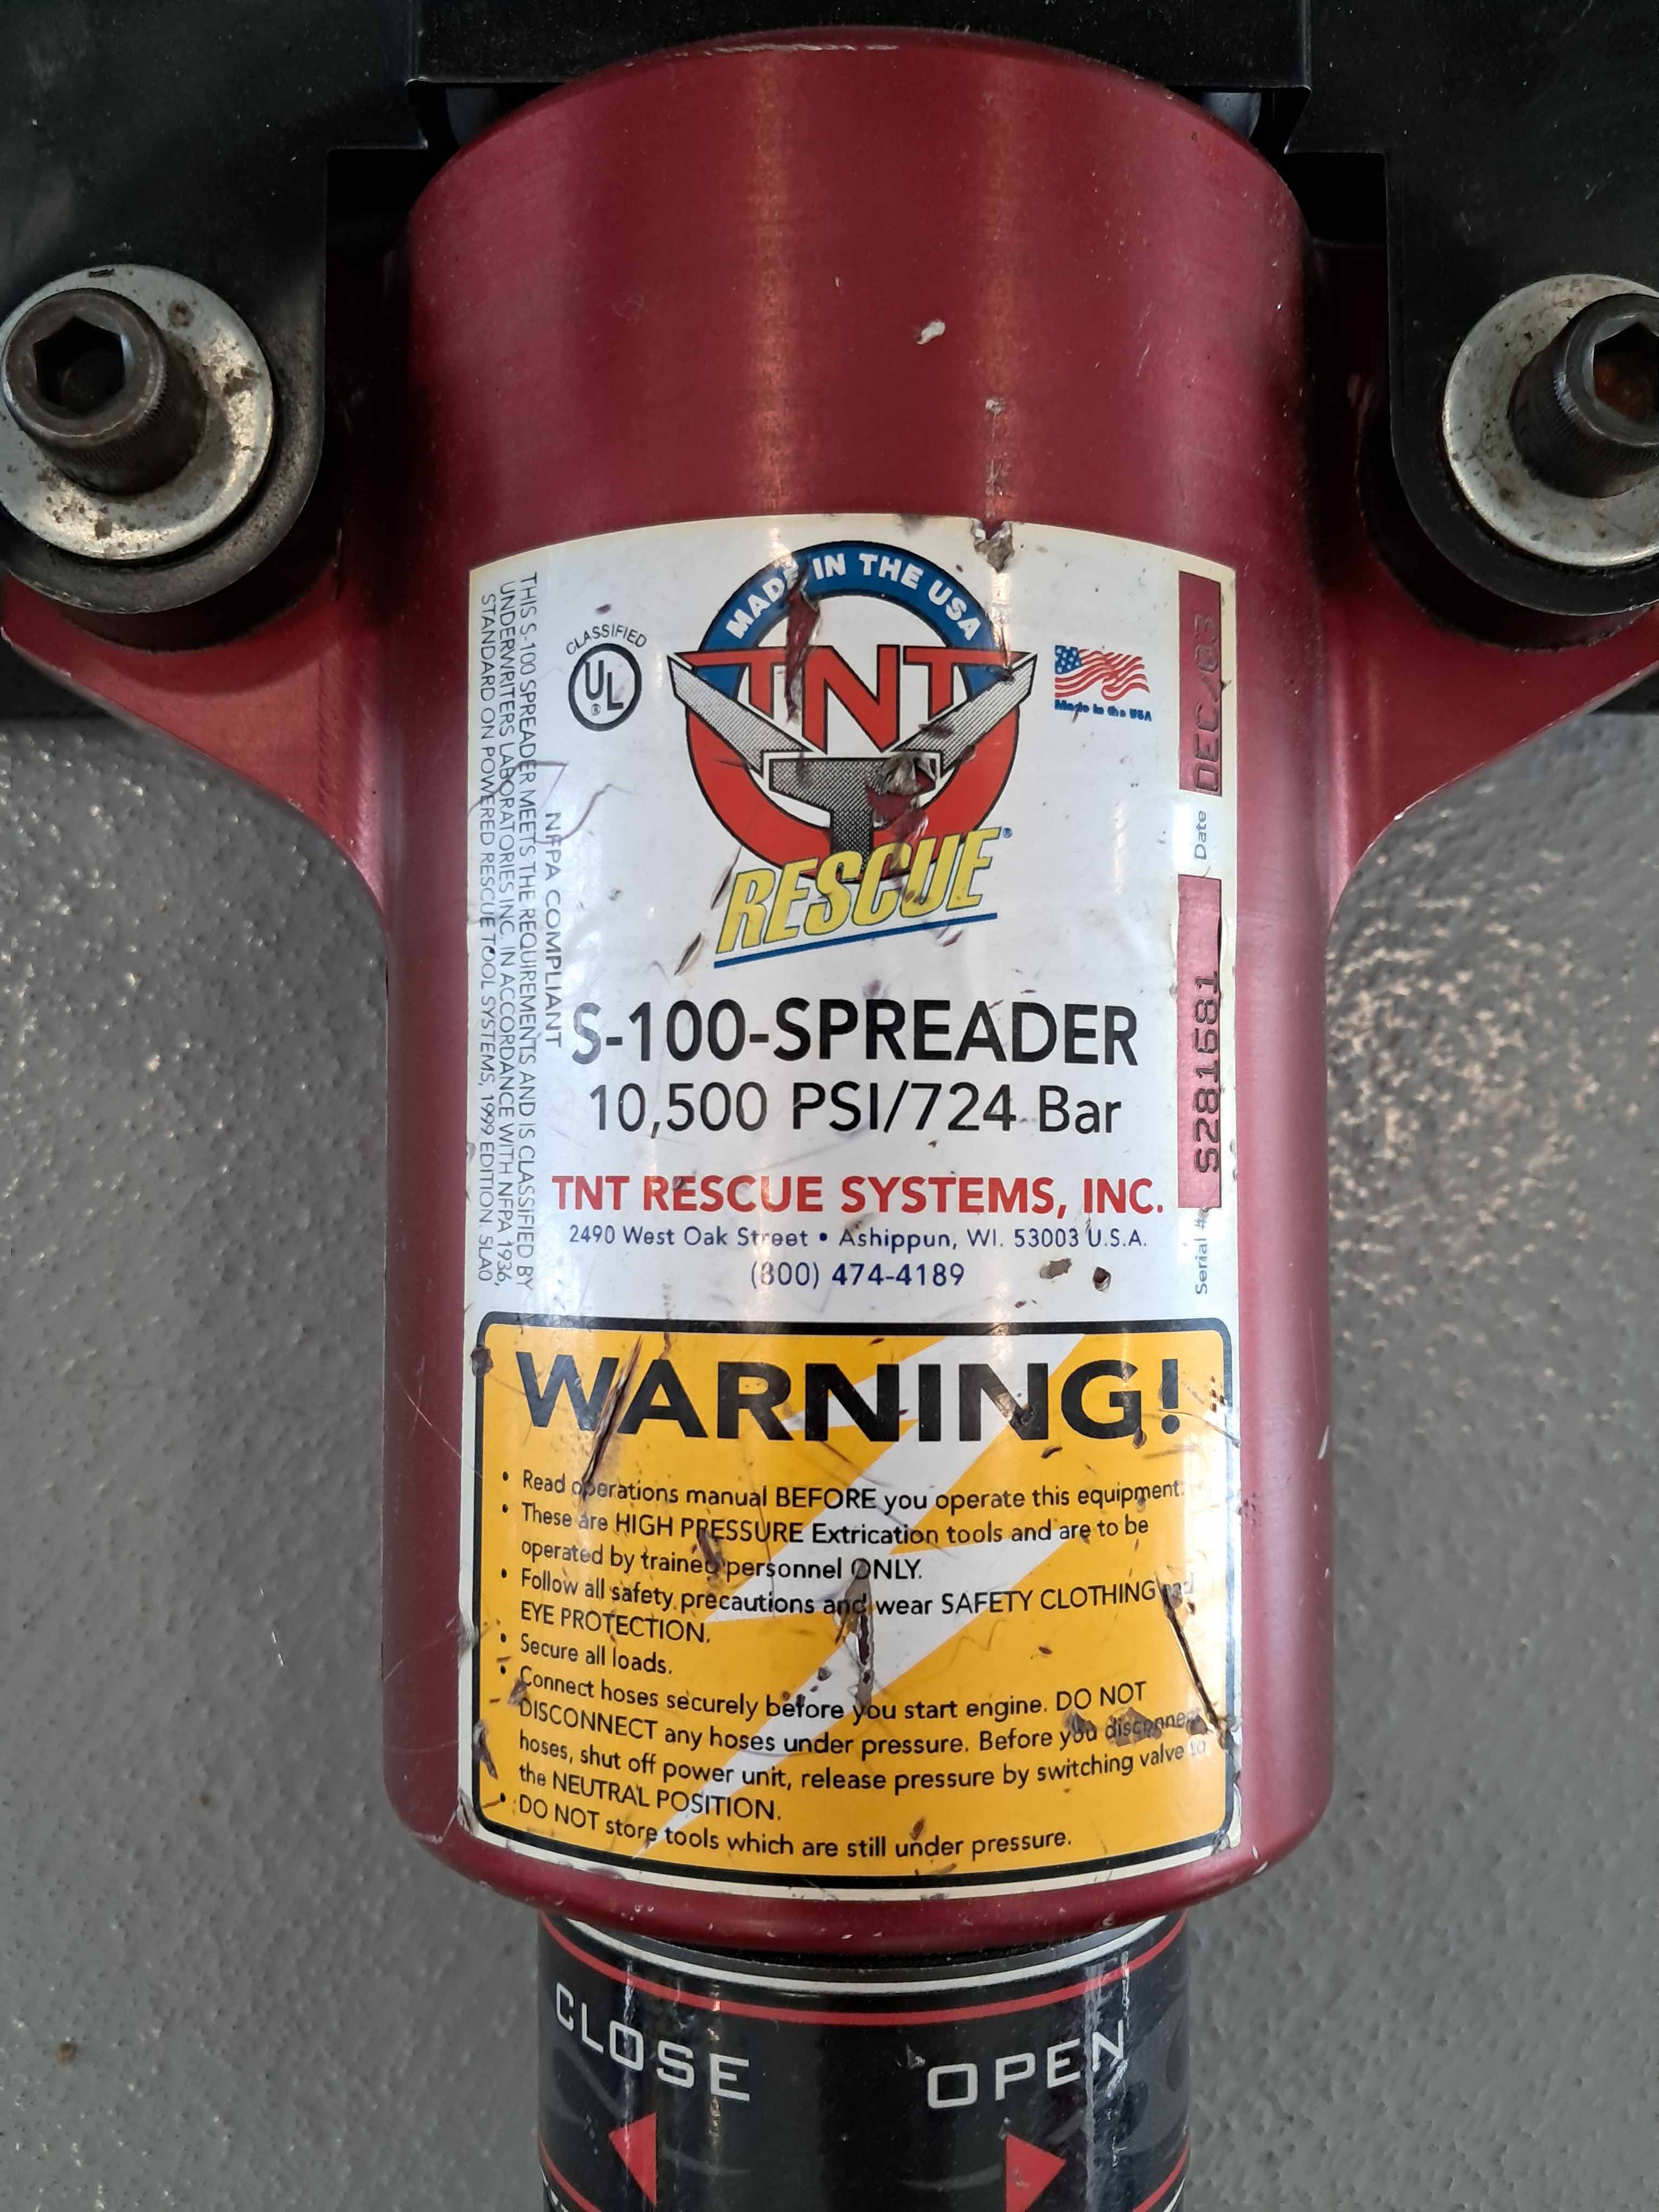 MADE IN THE USA
TNT
RESCUE®
CLASSIFIED
UL
®
Made in the USA
NFPA COMPLIANT
THIS S-100 SPREADER MEETS THE REQUIREMENTS AND IS CLASSIFIED BY
UNDERWRITERS LABORATORIES INC. IN ACCORDANCE WITH NFPA 1936,
STANDARD ON POWERED RESCUE TOOL SYSTEMS, 1999 EDITION. 5LA0
S-100-SPREADER
10,500 PSI/724 Bar
TNT RESCUE SYSTEMS, INC.
2490 West Oak Street • Ashippun, WI. 53003 U.S.A.
(800) 474-4189
Serial #
Date DEC/03
WARNING!
• Read operations manual BEFORE you operate this equipment.
• These are HIGH PRESSURE Extrication tools and are to be
operated by trained personnel ONLY.
• Follow all safety precautions and wear SAFETY CLOTHING and
EYE PROTECTION.
• Secure all loads.
• Connect hoses securely before you start engine. DO NOT
DISCONNECT any hoses under pressure. Before you disconnect
hoses, shut off power unit, release pressure by switching valve to
the NEUTRAL POSITION.
• DO NOT store tools which are still under pressure.
CLOSE OPEN